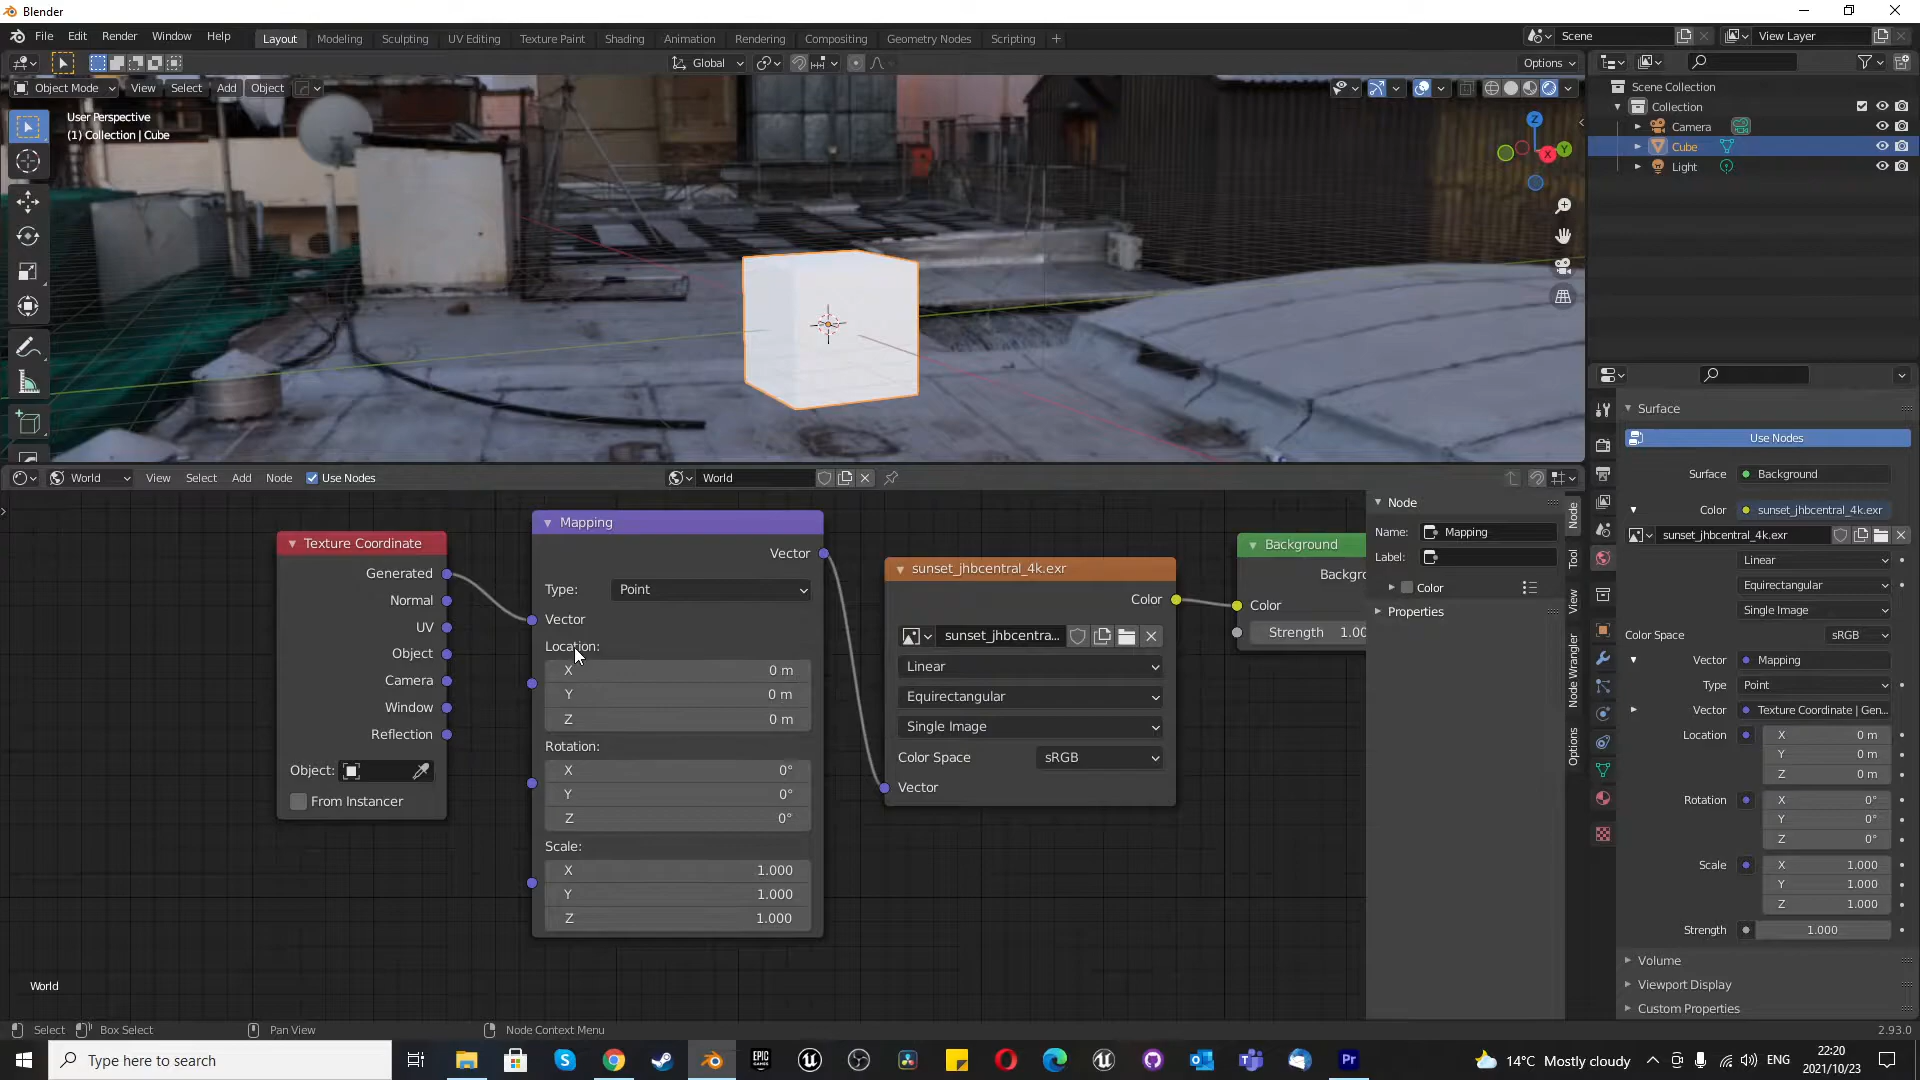 Blender
File Edit Render Window Help
Layout Modeling Sculpting UV Editing Texture Paint Shading Animation Rendering Compositing Geometry Nodes Scripting +
Scene
View Layer
Global
Options
Object Mode View Select Add Object
User Perspective
(1) Collection | Cube
Z
X
Y
Scene Collection
Collection
Camera
Cube
Light
World View Select Add Node Use Nodes
World
Texture Coordinate
Generated
Normal
UV
Object
Camera
Window
Reflection
Object:
From Instancer
Mapping
Vector
Type: Point
Vector
Location:
X 0 m
Y 0 m
Z 0 m
Rotation:
X 0°
Y 0°
Z 0°
Scale:
X 1.000
Y 1.000
Z 1.000
sunset_jhbcentral_4k.exr
Color
sunset_jhbcentra...
Linear
Equirectangular
Single Image
Color Space sRGB
Vector
Background
Backgro
Color
Strength 1.00
Node
Name: Mapping
Label:
Color
Properties
Node
Tool
View
Node Wrangler
Options
World
Surface
Use Nodes
Surface Background
Color sunset_jhbcentral_4k.exr
sunset_jhbcentral_4k.exr
Linear
Equirectangular
Single Image
Color Space sRGB
Vector Mapping
Type Point
Vector Texture Coordinate | Gen...
Location X 0 m
Y 0 m
Z 0 m
Rotation X 0°
Y 0°
Z 0°
Scale X 1.000
Y 1.000
Z 1.000
Strength 1.000
Volume
Viewport Display
Custom Properties
Select Box Select Pan View Node Context Menu
2.93.0
Type here to search
EPIC GAMES
Pr
14°C Mostly cloudy
ENG
22:20
2021/10/23